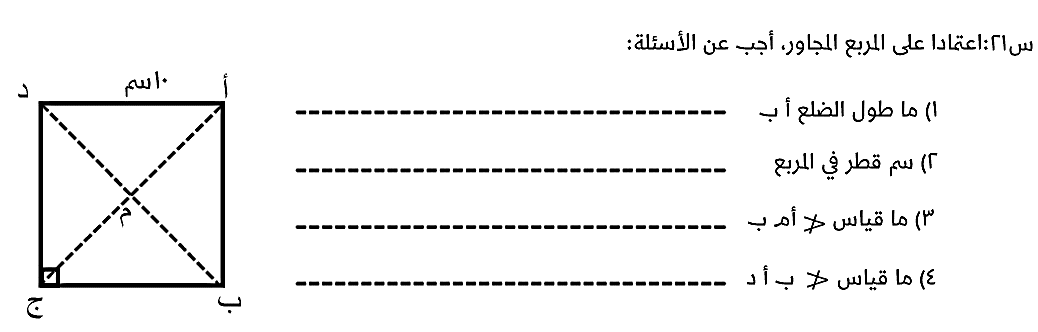 س٢١:اعتمادا على المربع المجاور، أجب عن الأسئلة:
١) ما طول الضلع أ ب
٢) سم قطر في المربع
٣) ما قياس ∢ أم ب
٤) ما قياس ∢ ب أ د
١٠سم
د
أ
م
ج
ب